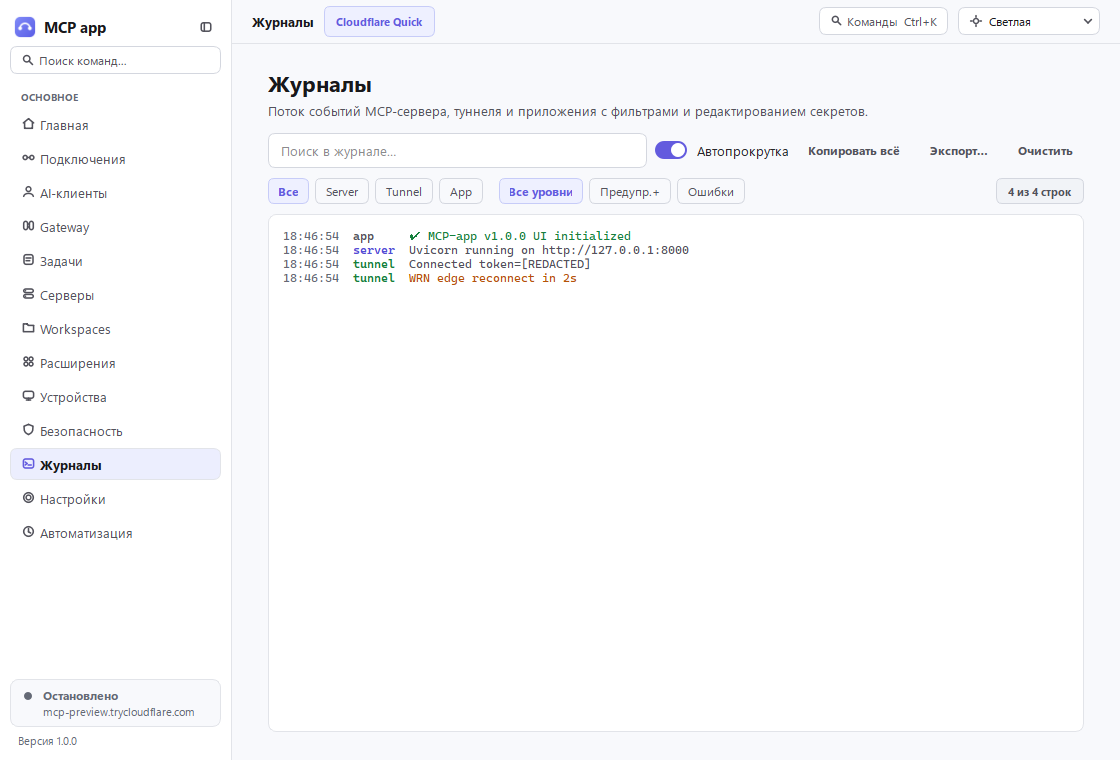 MCP app
Поиск команд...
ОСНОВНОЕ
Главная
Подключения
AI-клиенты
Gateway
Задачи
Серверы
Workspaces
Расширения
Устройства
Безопасность
Журналы
Настройки
Автоматизация
Остановлено
mcp-preview.trycloudflare.com
Версия 1.0.0
Журналы Cloudflare Quick Команды Ctrl+K Светлая
Журналы
Поток событий MCP-сервера, туннеля и приложения с фильтрами и редактированием секретов.
Поиск в журнале... Автопрокрутка Копировать всё Экспорт... Очистить
Все Server Tunnel App Все уровни Предупр.+ Ошибки 4 из 4 строк
18:46:54 app ✔ MCP-app v1.0.0 UI initialized
18:46:54 server Uvicorn running on http://127.0.0.1:8000
18:46:54 tunnel Connected token=[REDACTED]
18:46:54 tunnel WRN edge reconnect in 2s